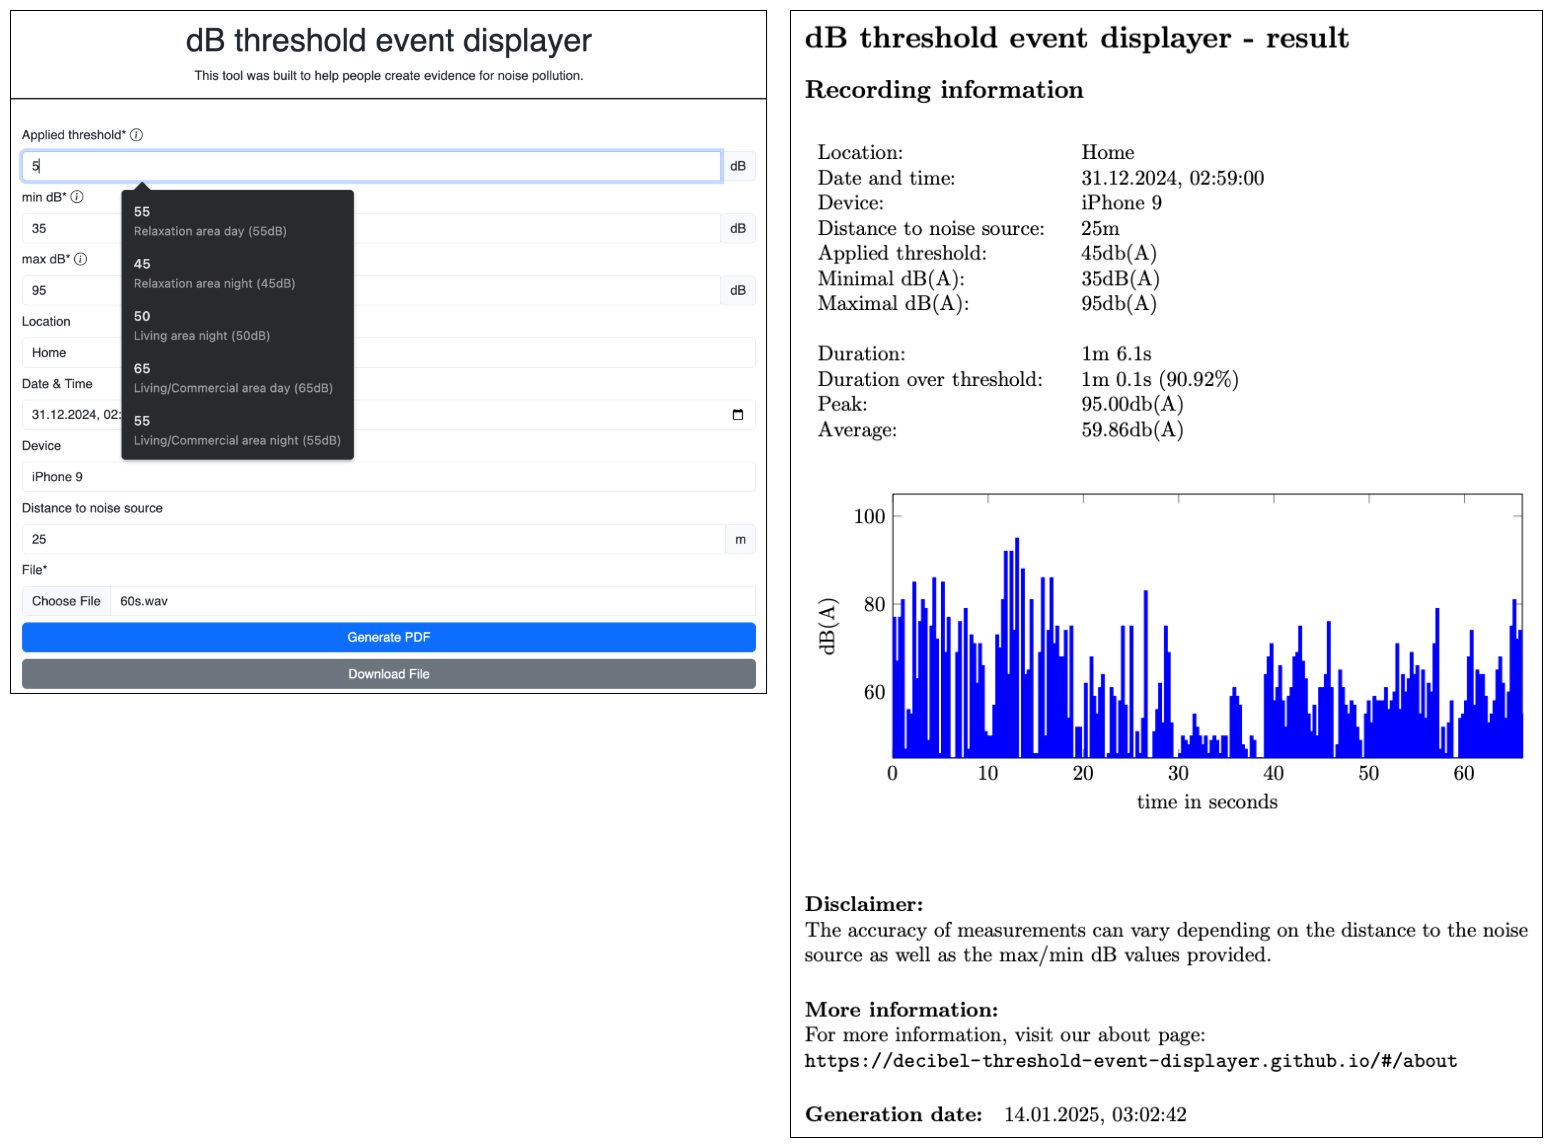 dB threshold event displayer
This tool was built to help people create evidence for noise pollution.
Applied threshold*
5
dB
min dB*
35
dB
max dB*
95
dB
Location
Home
Date & Time
31.12.2024, 02:
Device
iPhone 9
Distance to noise source
25
m
File*
Choose File 60s.wav
Generate PDF
Download File
55
Relaxation area day (55dB)
45
Relaxation area night (45dB)
50
Living area night (50dB)
65
Living/Commercial area day (65dB)
55
Living/Commercial area night (55dB)
dB threshold event displayer - result
Recording information
Location: Home
Date and time: 31.12.2024, 02:59:00
Device: iPhone 9
Distance to noise source: 25m
Applied threshold: 45db(A)
Minimal dB(A): 35dB(A)
Maximal dB(A): 95db(A)
Duration: 1m 6.1s
Duration over threshold: 1m 0.1s (90.92%)
Peak: 95.00db(A)
Average: 59.86db(A)
100
80
60
dB(A)
0 10 20 30 40 50 60
time in seconds
Disclaimer:
The accuracy of measurements can vary depending on the distance to the noise
source as well as the max/min dB values provided.
More information:
For more information, visit our about page:
https://decibel-threshold-event-displayer.github.io/#/about
Generation date: 14.01.2025, 03:02:42